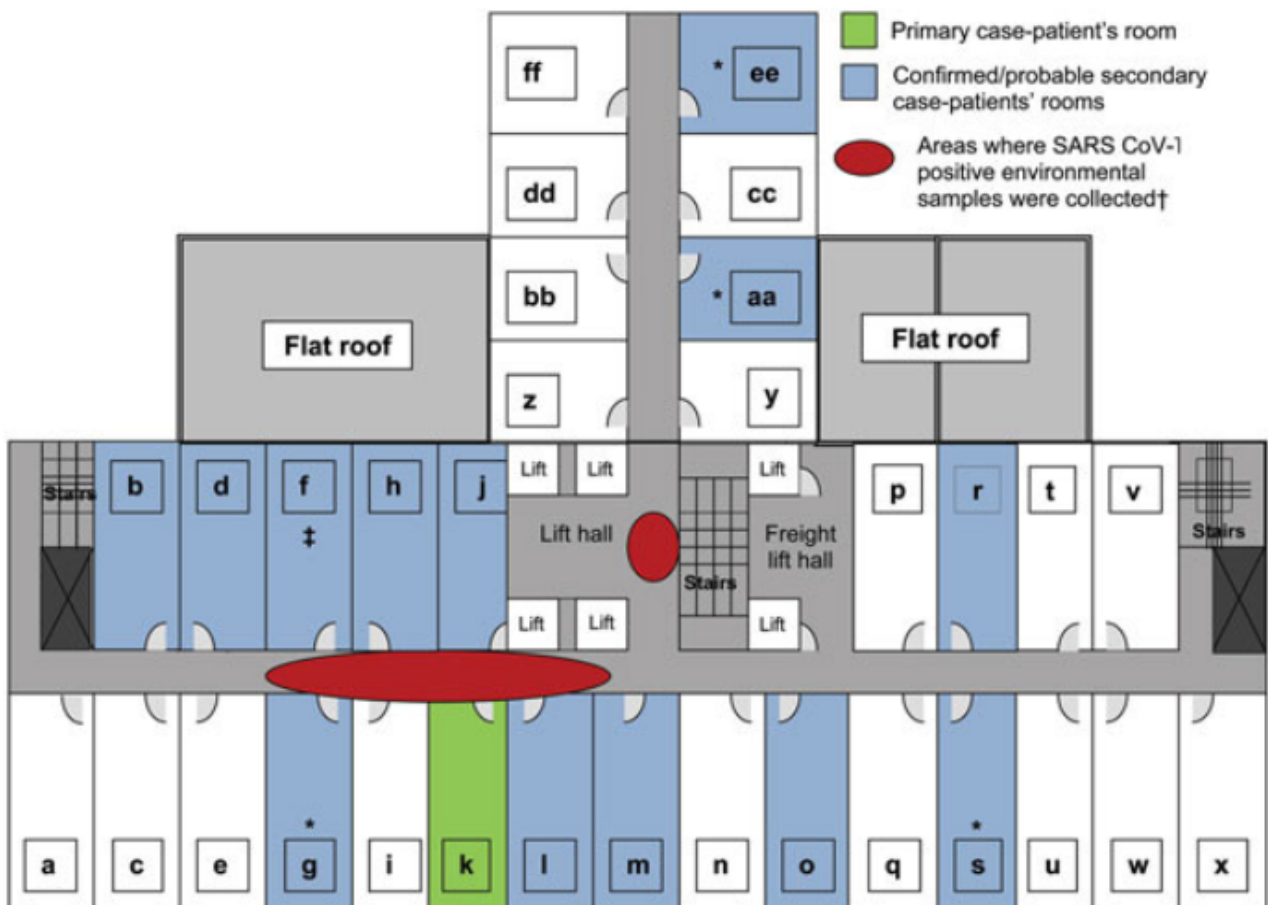 Primary case-patient's room
Confirmed/probable secondary
case-patients' rooms
Areas where SARS CoV-1
positive environmental
samples were collected†
ff
* ee
dd
cc
bb
* aa
Flat roof
Flat roof
z
y
Stairs
b
d
f
h
j
Lift
Lift
Lift
p
r
t
v
Stairs
‡
Lift hall
Stairs
Freight
lift hall
Lift
Lift
Lift
*
*
a
c
e
g
i
k
l
m
n
o
q
s
u
w
x